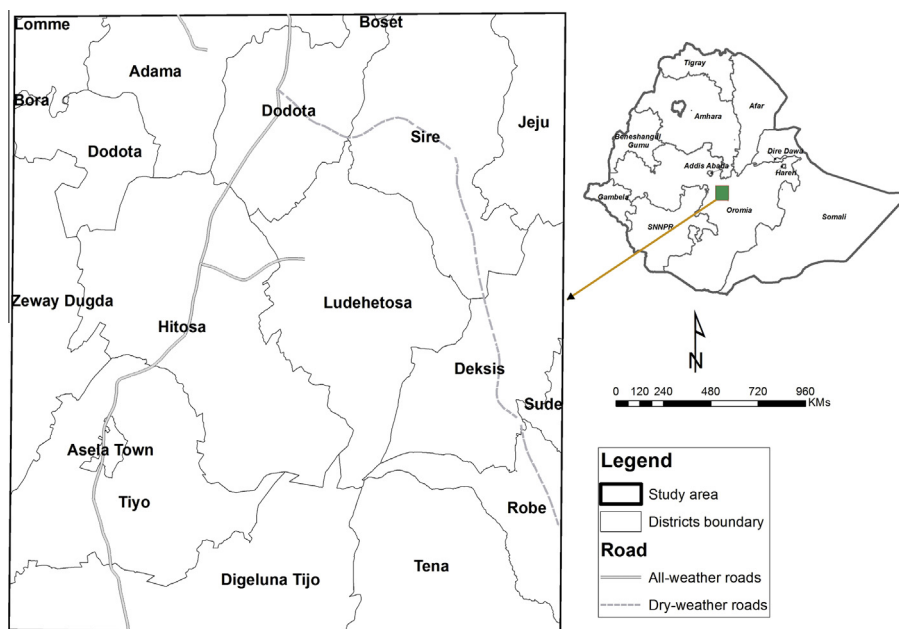 Lomme
Boset
Adama
Bora
Dodota
Jeju
Sire
Dodota
Zeway Dugda
Ludehetosa
Hitosa
Deksis
Sude
Asela Town
Tiyo
Robe
Tena
Digeluna Tijo
Tigray
Afar
Amhara
Beheshangul
Gumu
Dire Dawa
Addis Ababa
Hareri
Gambela
Oromia
Somali
SNNPR
N
0 120 240 480 720 960
KMs
Legend
Study area
Districts boundary
Road
All-weather roads
Dry-weather roads